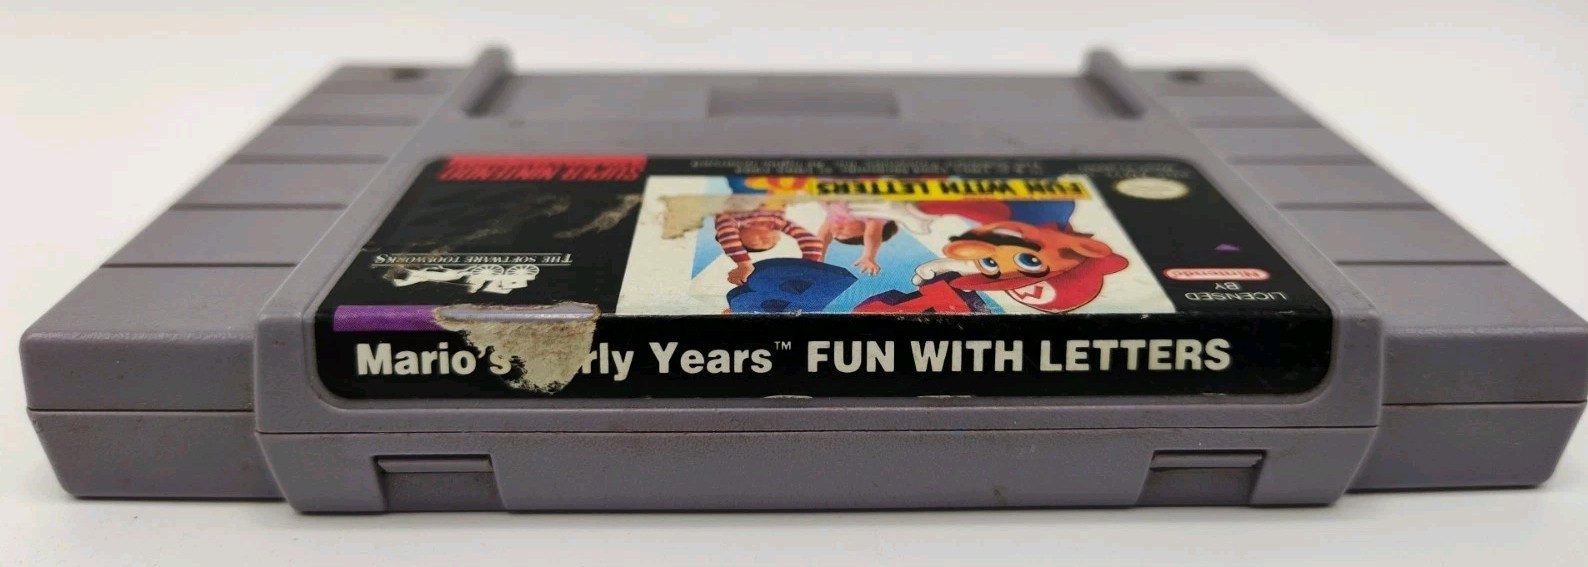 Mario's rly Years™ FUN WITH LETTERS
SUPER NINTENDO
FUN WITH LETTERS
THE SOFTWARE TOOLWORKS
LICENSED
BY
Nintendo
M